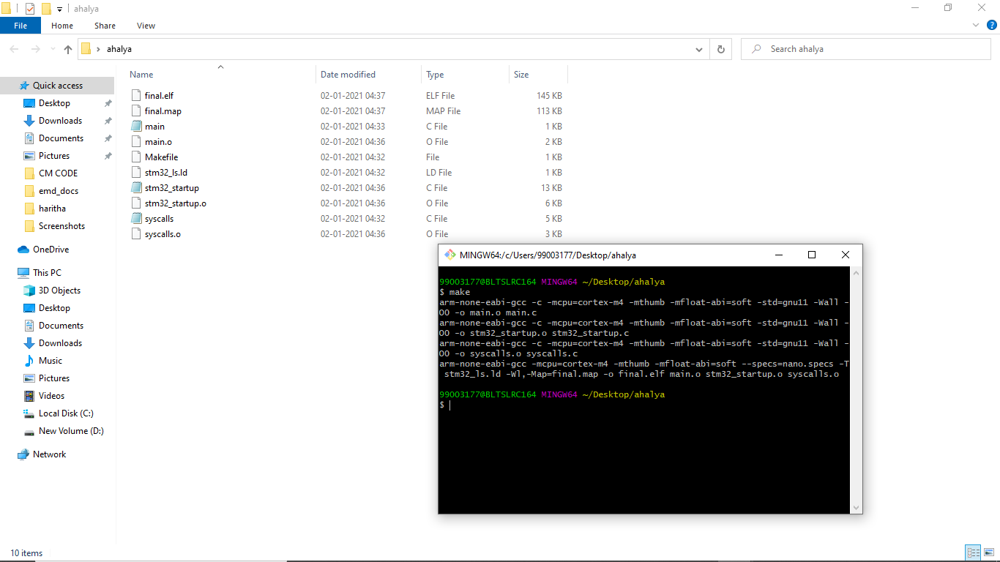 ahalya
File Home Share View
ahalya
Search ahalya
Name Date modified Type Size
final.elf 02-01-2021 04:37 ELF File 145 KB
final.map 02-01-2021 04:37 MAP File 113 KB
main 02-01-2021 04:33 C File 1 KB
main.o 02-01-2021 04:36 O File 2 KB
Makefile 02-01-2021 04:32 File 1 KB
stm32_ls.ld 02-01-2021 04:32 LD File 1 KB
stm32_startup 02-01-2021 04:36 C File 13 KB
stm32_startup.o 02-01-2021 04:36 O File 6 KB
syscalls 02-01-2021 04:32 C File 5 KB
syscalls.o 02-01-2021 04:36 O File 3 KB
Quick access
Desktop
Downloads
Documents
Pictures
CM CODE
emd_docs
haritha
Screenshots
OneDrive
This PC
3D Objects
Desktop
Documents
Downloads
Music
Pictures
Videos
Local Disk (C:)
New Volume (D:)
Network
MINGW64:/c/Users/99003177/Desktop/ahalya
99003177@BLTSLRC164 MINGW64 ~/Desktop/ahalya
$ make
arm-none-eabi-gcc -c -mcpu=cortex-m4 -mthumb -mfloat-abi=soft -std=gnu11 -Wall -
O0 -o main.o main.c
arm-none-eabi-gcc -c -mcpu=cortex-m4 -mthumb -mfloat-abi=soft -std=gnu11 -Wall -
O0 -o stm32_startup.o stm32_startup.c
arm-none-eabi-gcc -c -mcpu=cortex-m4 -mthumb -mfloat-abi=soft -std=gnu11 -Wall -
O0 -o syscalls.o syscalls.c
arm-none-eabi-gcc -mcpu=cortex-m4 -mthumb -mfloat-abi=soft --specs=nano.specs -T
stm32_ls.ld -Wl,-Map=final.map -o final.elf main.o stm32_startup.o syscalls.o
99003177@BLTSLRC164 MINGW64 ~/Desktop/ahalya
$
10 items